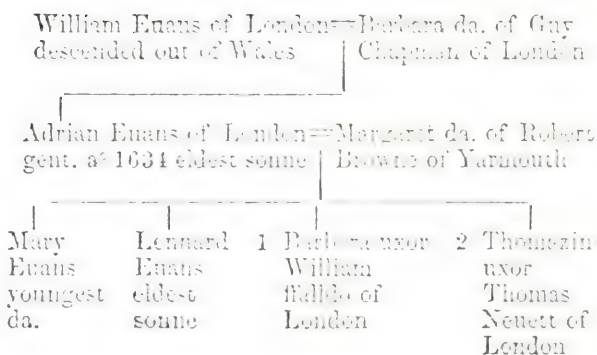 William Euans of London=Barbara da. of Guy
descended out of Wales Chapman of London
Adrian Euans of London=Margaret da. of Robert
gent. aº 1634 eldest sonne Browne of Yarmouth
Mary Lennard 1 Barbara uxor 2 Thomazin
Euans Euans William uxor
youngest eldest ffalldo of Thomas
da. sonne London Neuett of
London